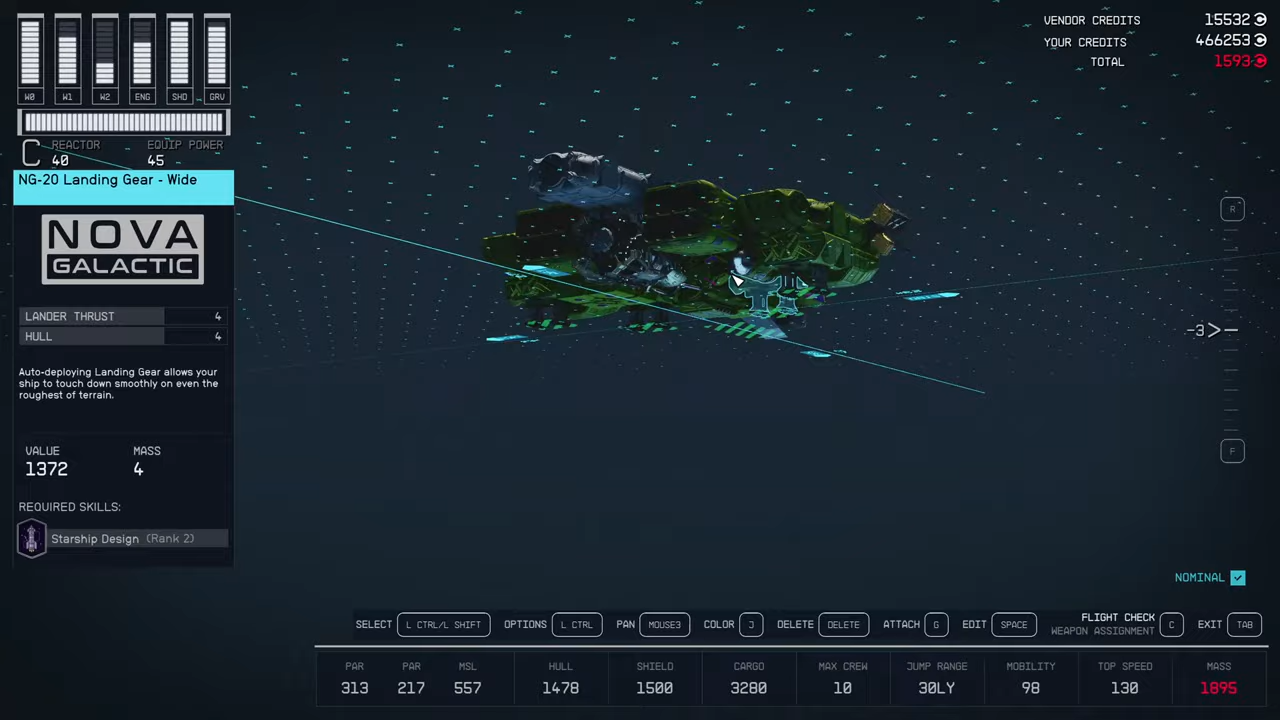 VENDOR CREDITS 15532
YOUR CREDITS 466253
TOTAL 1593
W0 W1 W2 ENG SHD GRV
C
REACTOR EQUIP POWER
40 45
NG-20 Landing Gear - Wide
NOVA
GALACTIC
LANDER THRUST 4
HULL 4
Auto-deploying Landing Gear allows your
ship to touch down smoothly on even the
roughest of terrain.
VALUE MASS
1372 4
REQUIRED SKILLS:
Starship Design (Rank 2)
R
-3
F
NOMINAL
SELECT L CTRL/L SHIFT OPTIONS L CTRL PAN MOUSE3 COLOR J DELETE DELETE ATTACH G EDIT SPACE FLIGHT CHECK C EXIT TAB
WEAPON ASSIGNMENT
PAR PAR MSL HULL SHIELD CARGO MAX CREW JUMP RANGE MOBILITY TOP SPEED MASS
313 217 557 1478 1500 3280 10 30LY 98 130 1895